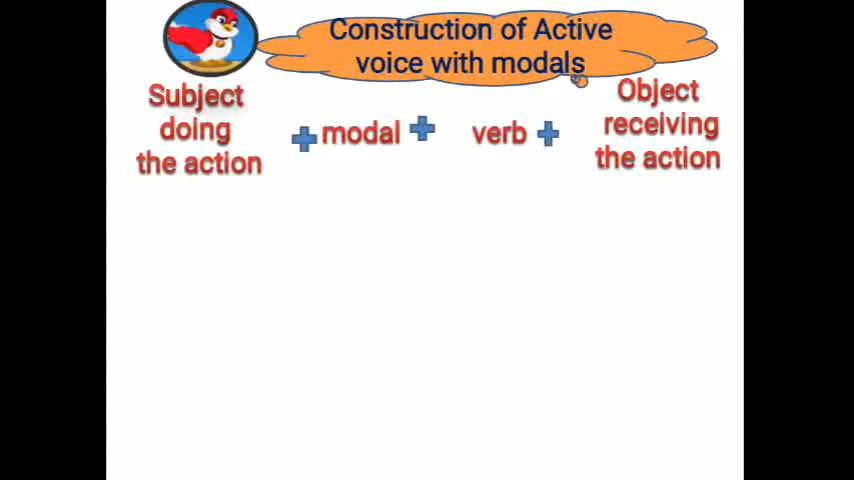 Construction of Active
voice with modals
Subject
doing
the action
modal
verb
Object
receiving
the action